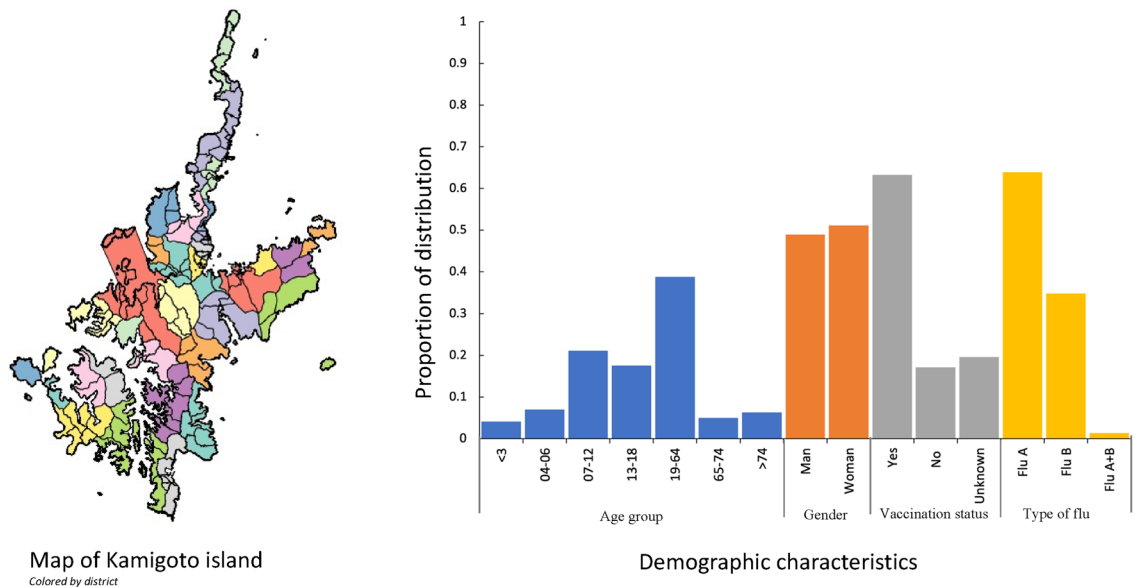 Map of Kamigoto island
Colored by district
Proportion of distribution
1
0.9
0.8
0.7
0.6
0.5
0.4
0.3
0.2
0.1
0
<3
04-06
07-12
13-18
19-64
65-74
>74
Man
Woman
Yes
No
Unknown
Flu A
Flu B
Flu A+B
Age group
Gender
Vaccination status
Type of flu
Demographic characteristics